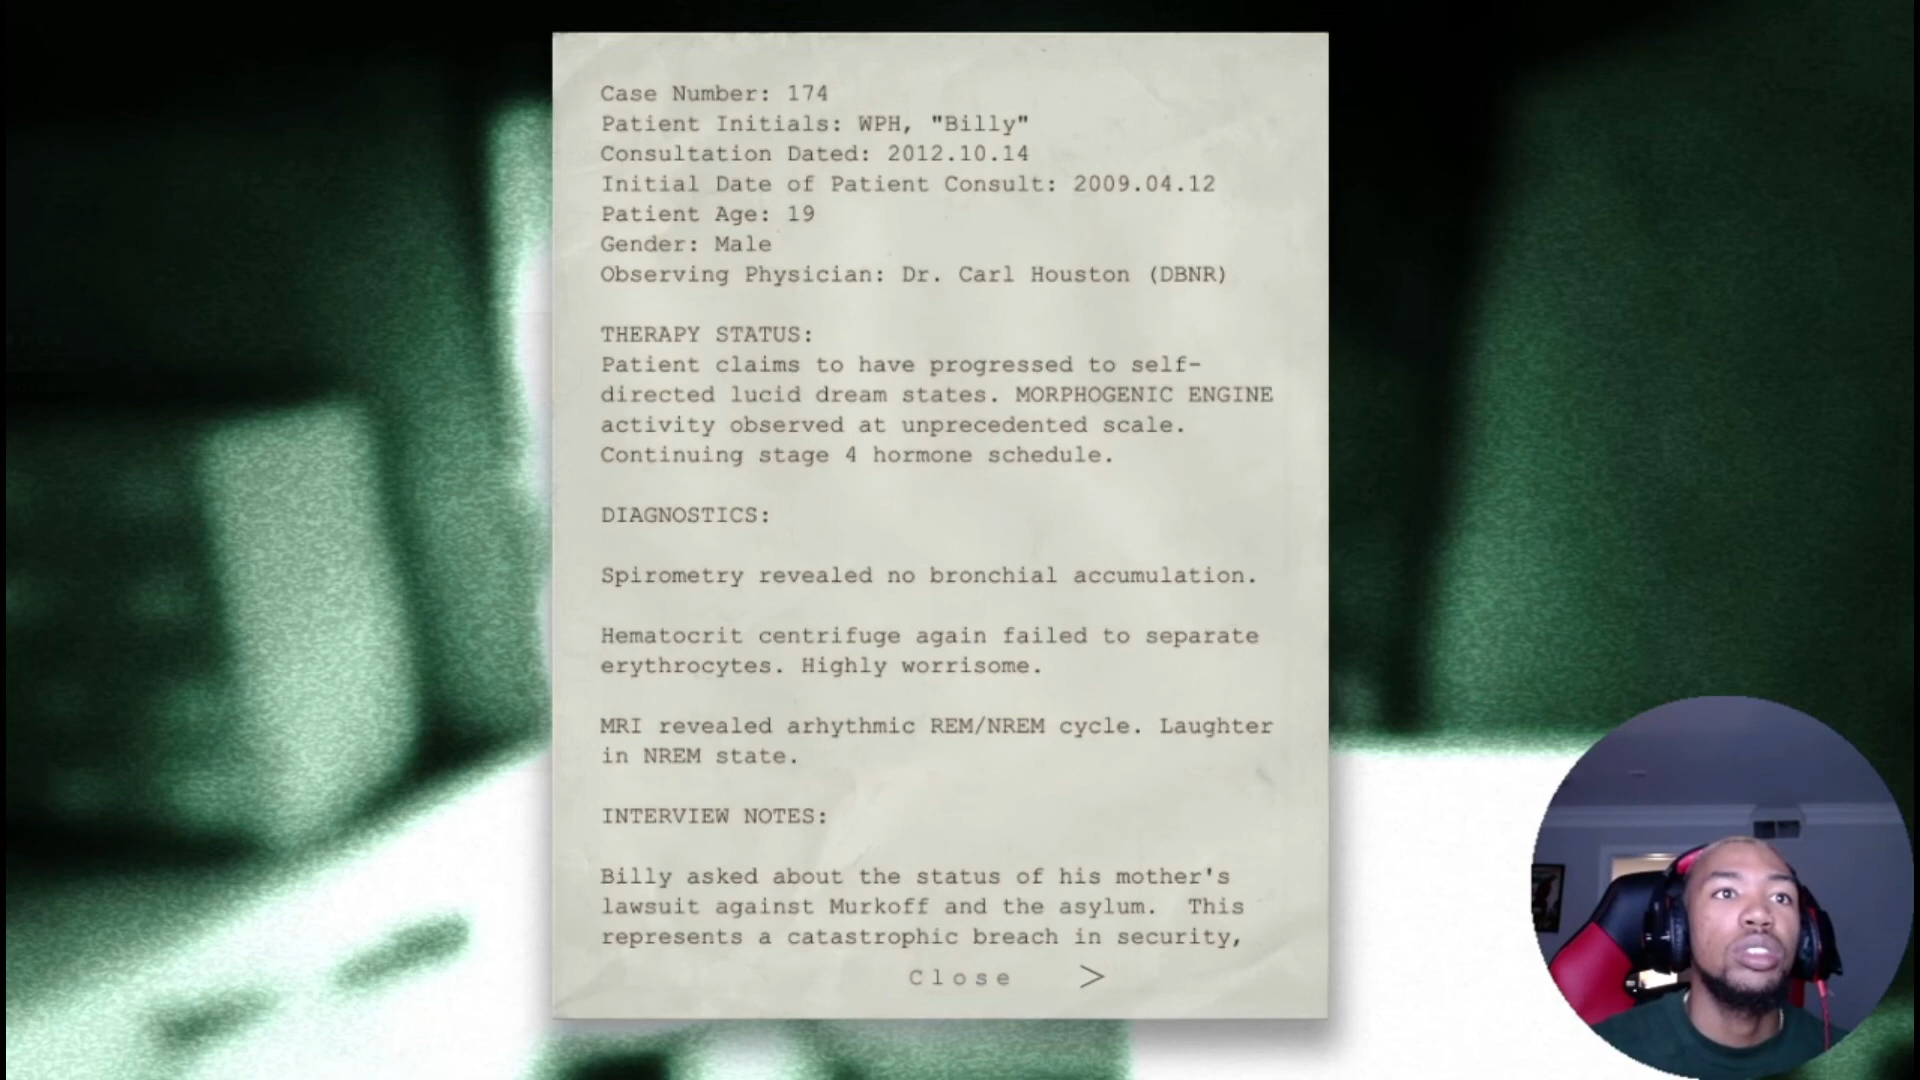 Case Number: 174
Patient Initials: WPH, "Billy"
Consultation Dated: 2012.10.14
Initial Date of Patient Consult: 2009.04.12
Patient Age: 19
Gender: Male
Observing Physician: Dr. Carl Houston (DBNR)
THERAPY STATUS:
Patient claims to have progressed to self-
directed lucid dream states. MORPHOGENIC ENGINE
activity observed at unprecedented scale.
Continuing stage 4 hormone schedule.
DIAGNOSTICS:
Spirometry revealed no bronchial accumulation.
Hematocrit centrifuge again failed to separate
erythrocytes. Highly worrisome.
MRI revealed arhythmic REM/NREM cycle. Laughter
in NREM state.
INTERVIEW NOTES:
Billy asked about the status of his mother's
lawsuit against Murkoff and the asylum.  This
represents a catastrophic breach in security,
Close >